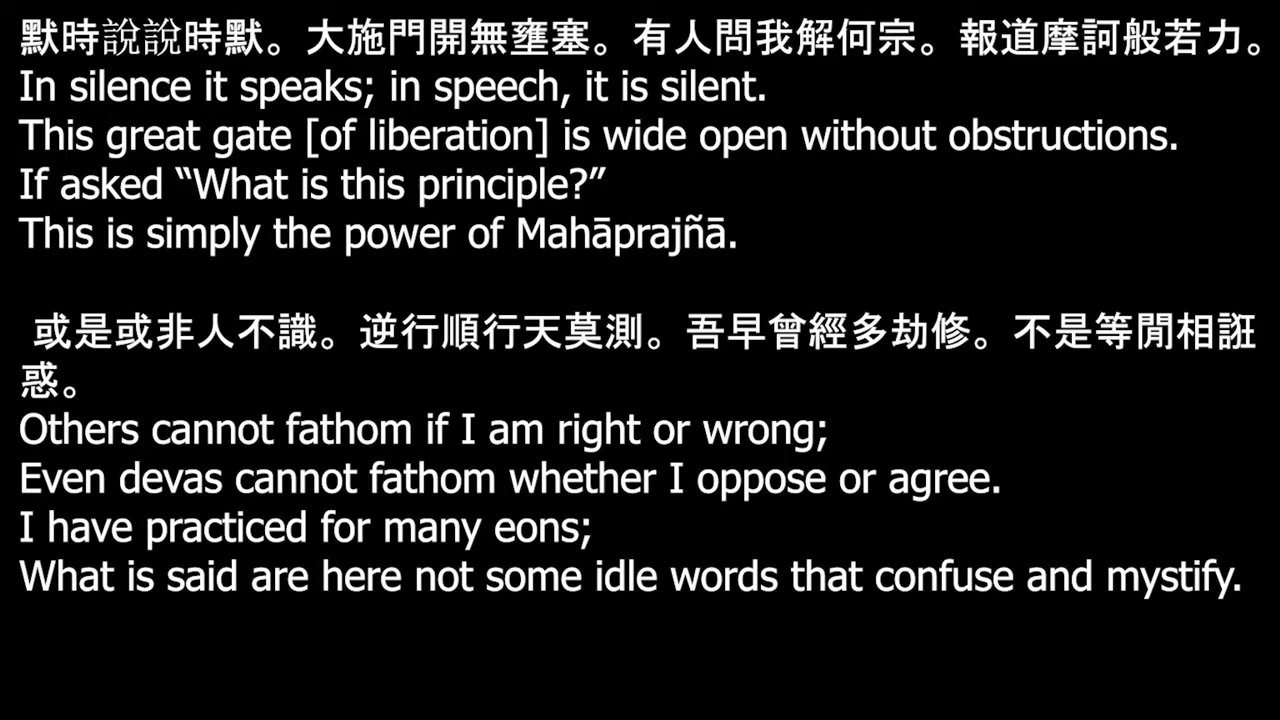 默時說說時默。大施門開無壅塞。有人問我解何宗。報道摩訶般若力。
In silence it speaks; in speech, it is silent.
This great gate [of liberation] is wide open without obstructions.
If asked “What is this principle?”
This is simply the power of Mahāprajñā.
或是或非人不識。逆行順行天莫測。吾早曾經多劫修。不是等閒相誑
惑。
Others cannot fathom if I am right or wrong;
Even devas cannot fathom whether I oppose or agree.
I have practiced for many eons;
What is said are here not some idle words that confuse and mystify.